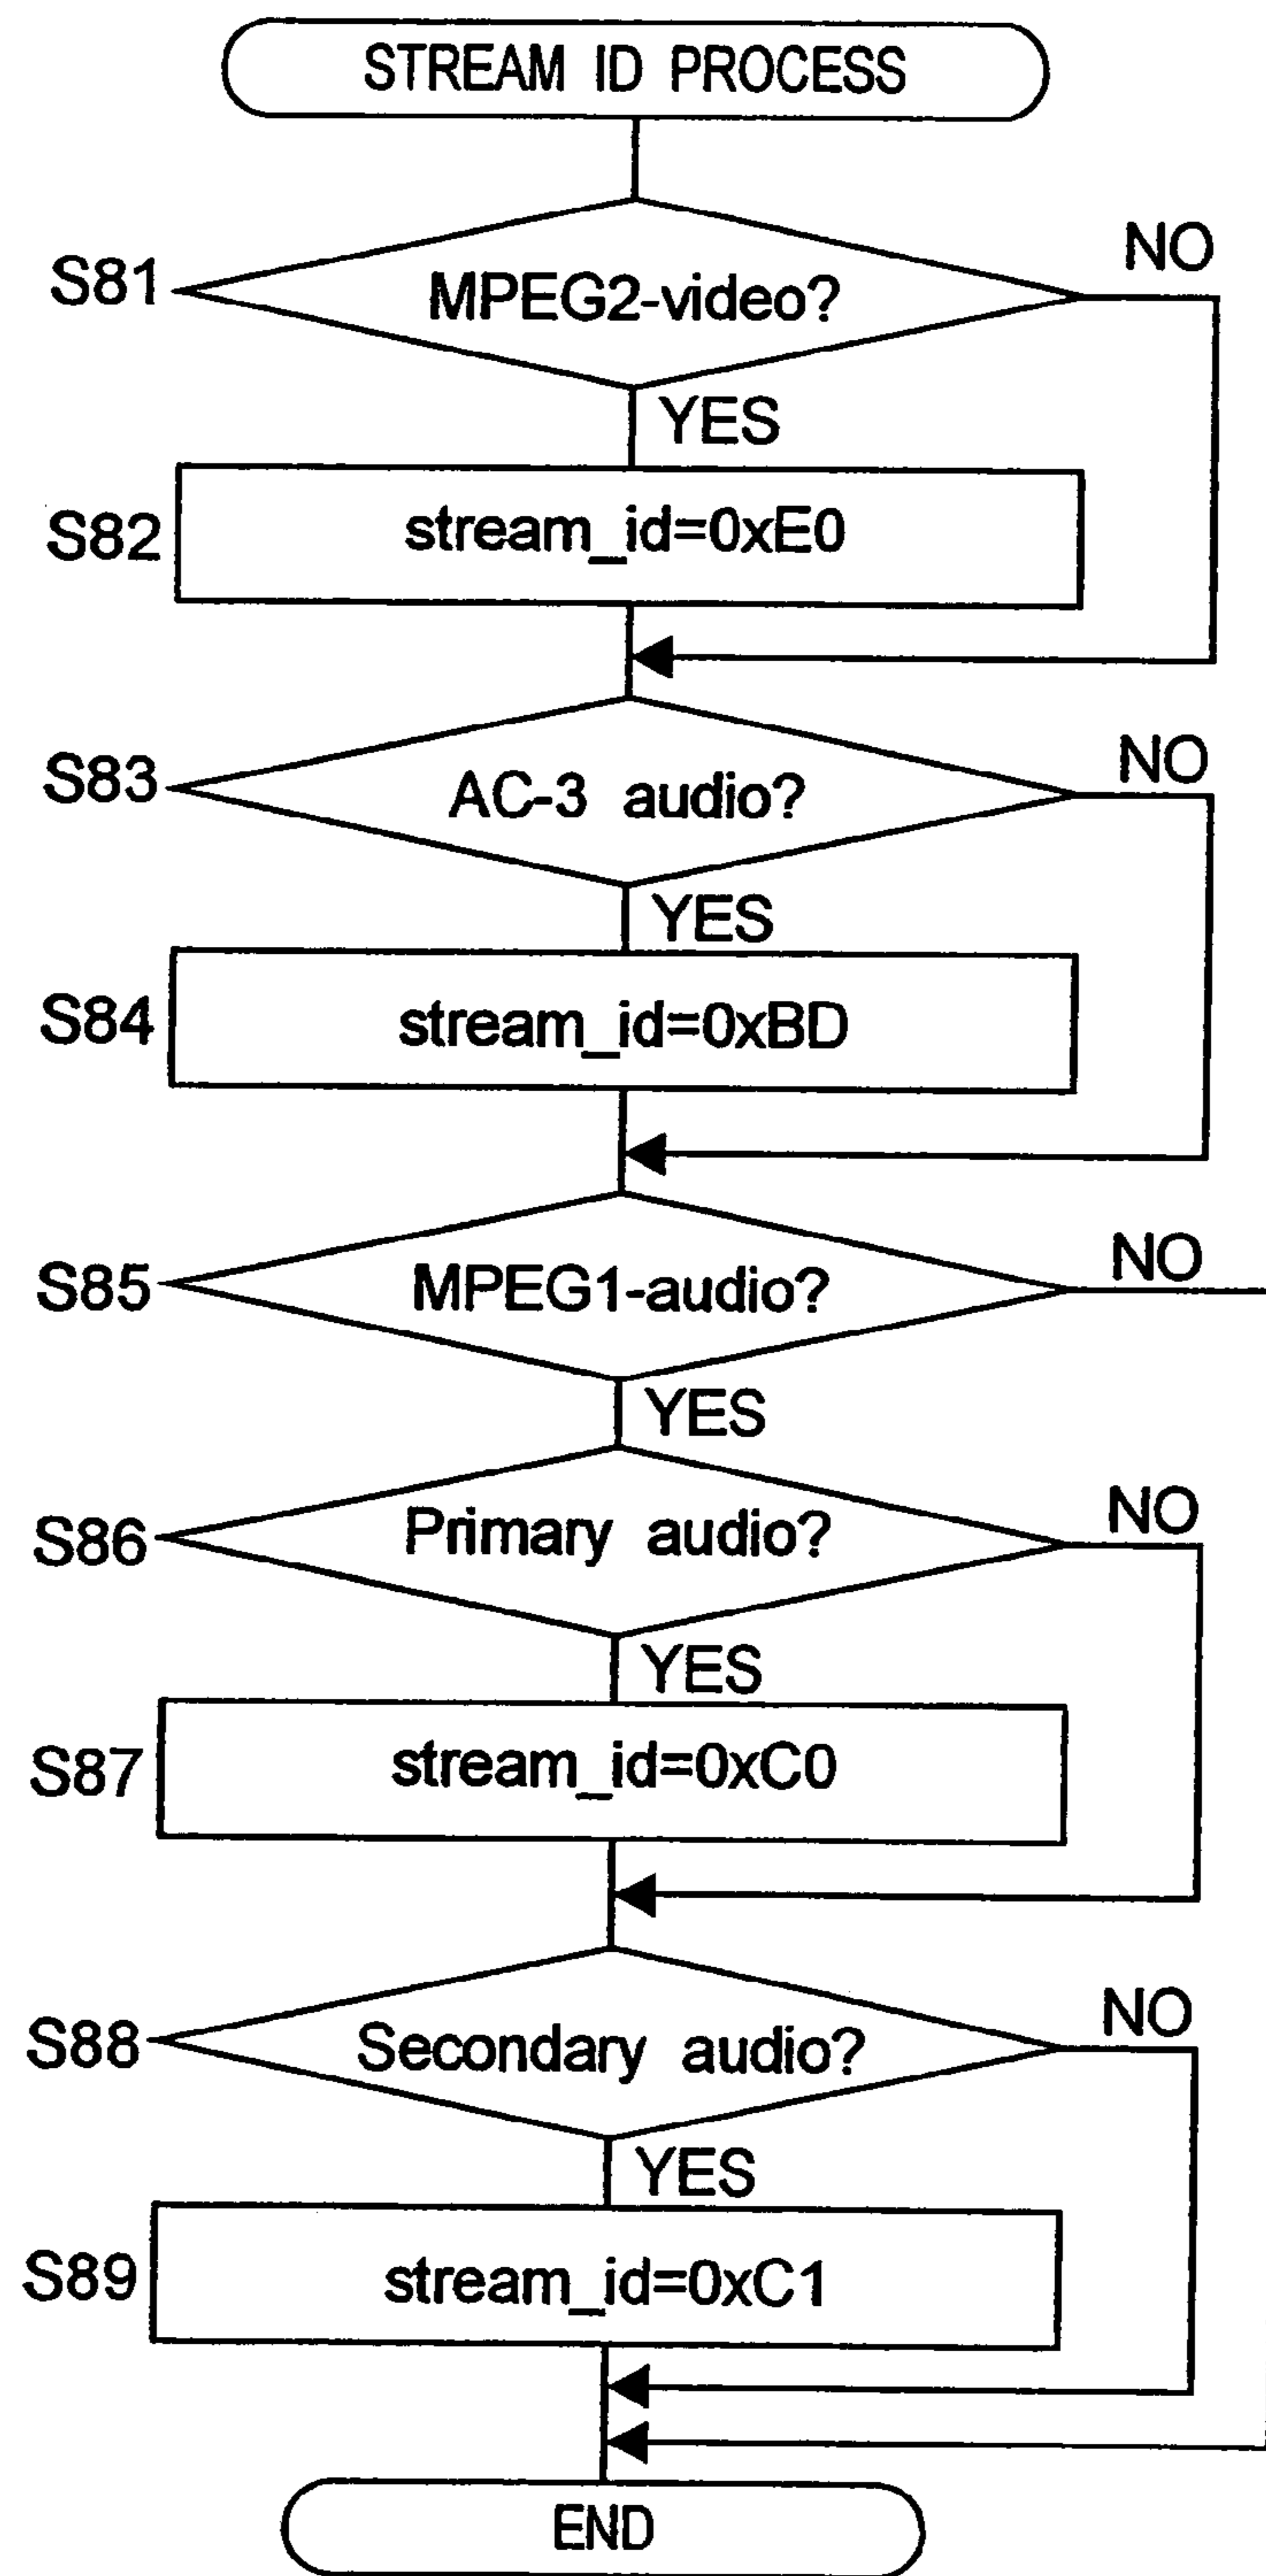 STREAM ID PROCESS
S81
MPEG2-video?
NO
YES
S82
stream_id=0xE0
S83
AC-3 audio?
NO
YES
S84
stream_id=0xBD
S85
MPEG1-audio?
NO
YES
S86
Primary audio?
NO
YES
S87
stream_id=0xC0
S88
Secondary audio?
NO
YES
S89
stream_id=0xC1
END